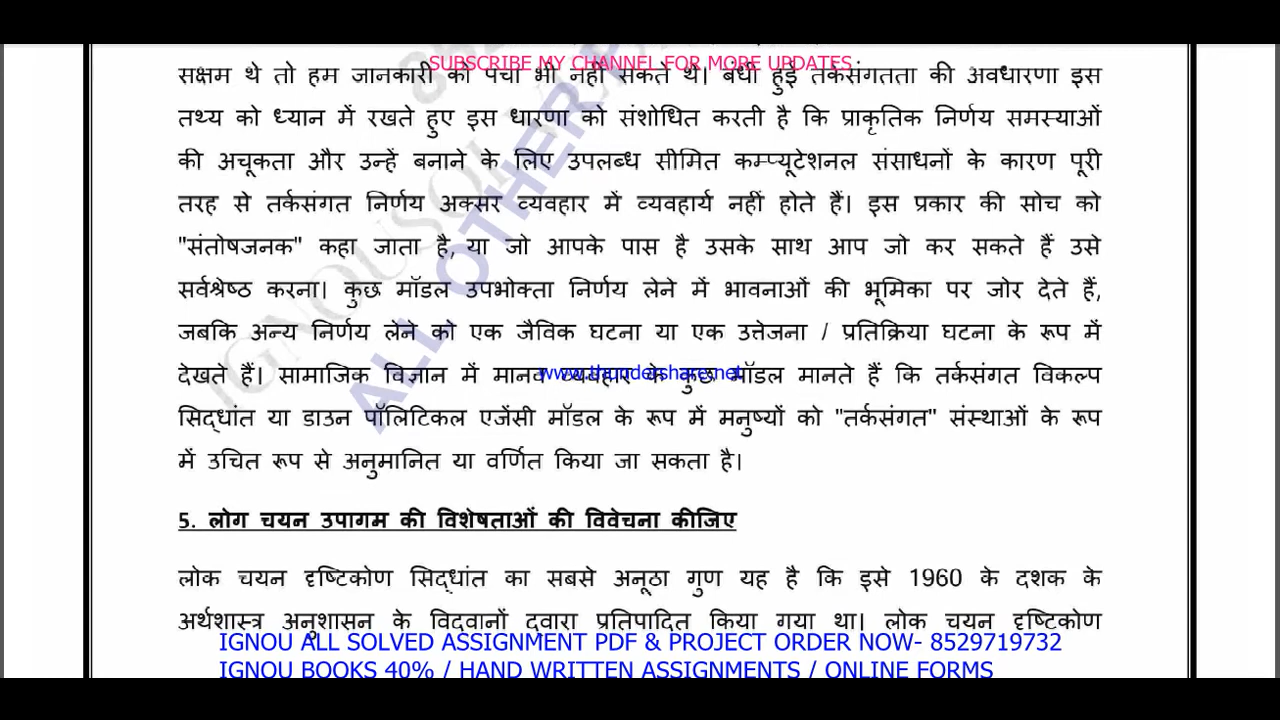 SUBSCRIBE MY CHANNEL FOR MORE UPDATES
सक्षम थे तो हम जानकारी को पचा भी नहीं सकते थे। बंधी हुई तर्कसंगतता की अवधारणा इस
तथ्य को ध्यान में रखते हुए इस धारणा को संशोधित करती है कि प्राकृतिक निर्णय समस्याओं
की अचूकता और उन्हें बनाने के लिए उपलब्ध सीमित कम्प्यूटेशनल संसाधनों के कारण पूरी
तरह से तर्कसंगत निर्णय अक्सर व्यवहार में व्यवहार्य नहीं होते हैं। इस प्रकार की सोच को
"संतोषजनक" कहा जाता है, या जो आपके पास है उसके साथ आप जो कर सकते हैं उसे
सर्वश्रेष्ठ करना। कुछ मॉडल उपभोक्ता निर्णय लेने में भावनाओं की भूमिका पर जोर देते हैं,
जबकि अन्य निर्णय लेने को एक जैविक घटना या एक उत्तेजना / प्रतिक्रिया घटना के रूप में
देखते हैं। सामाजिक विज्ञान में मानव व्यवहार के कुछ मॉडल मानते हैं कि तर्कसंगत विकल्प
www.thundershare.net
सिद्धांत या डाउन पॉलिटिकल एजेंसी मॉडल के रूप में मनुष्यों को "तर्कसंगत" संस्थाओं के रूप
में उचित रूप से अनुमानित या वर्णित किया जा सकता है।
5. लोग चयन उपागम की विशेषताओं की विवेचना कीजिए
लोक चयन दृष्टिकोण सिद्धांत का सबसे अनूठा गुण यह है कि इसे 1960 के दशक के
अर्थशास्त्र अनुशासन के विद्वानों द्वारा प्रतिपादित किया गया था। लोक चयन दृष्टिकोण
IGNOU ALL SOLVED ASSIGNMENT PDF & PROJECT ORDER NOW- 8529719732
IGNOU BOOKS 40% / HAND WRITTEN ASSIGNMENTS / ONLINE FORMS
ALL OTHER